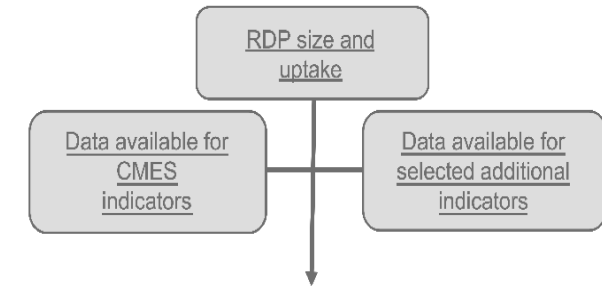 RDP size and
uptake
Data available for
CMES
indicators
Data available for
selected additional
indicators